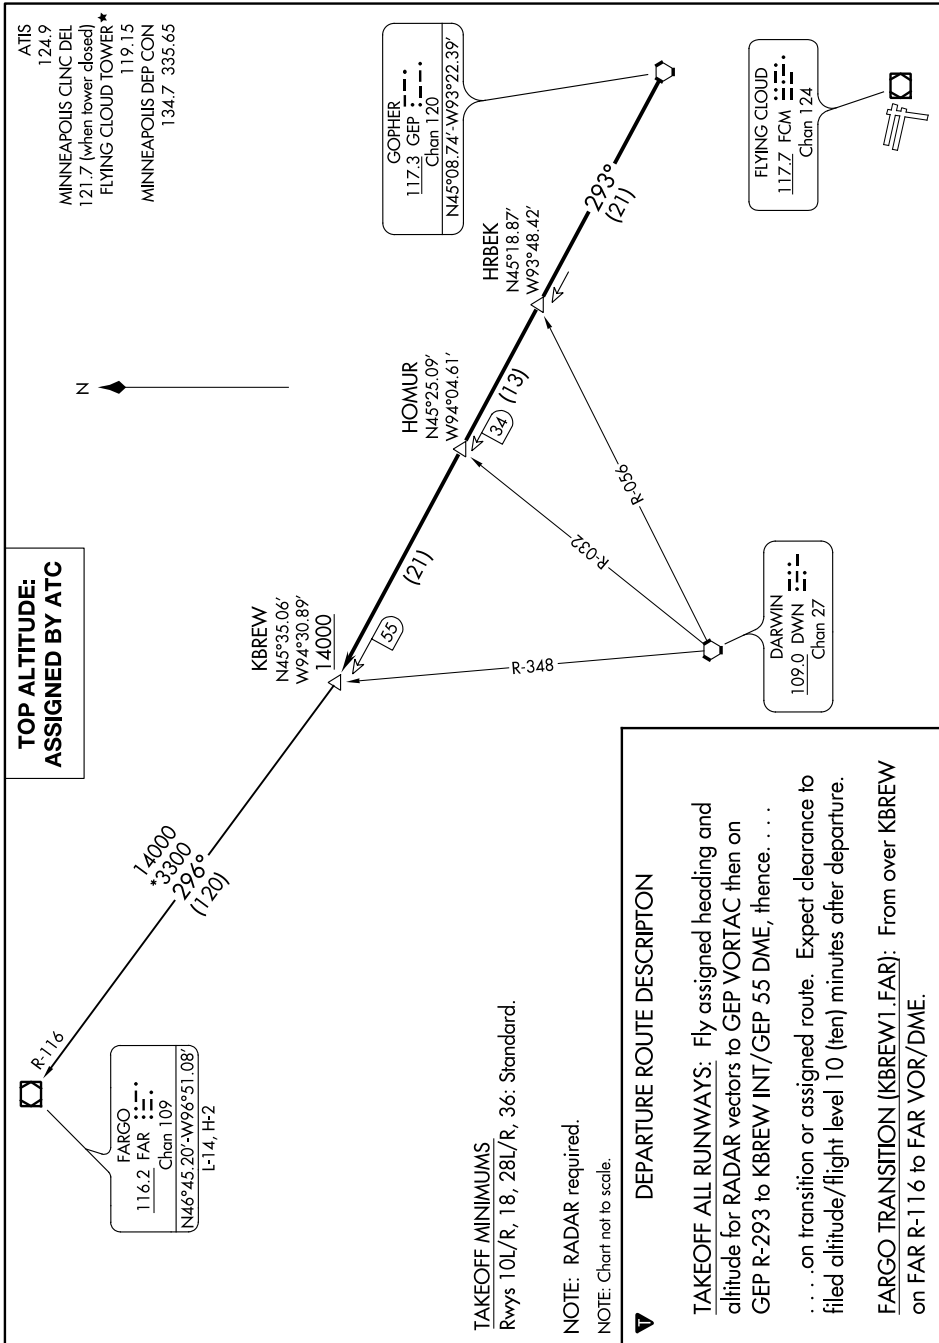 TOP ALTITUDE:
ASSIGNED BY ATC
ATIS
124.9
MINNEAPOLIS CLNC DEL
121.7 (when tower closed)
FLYING CLOUD TOWER★
119.15
MINNEAPOLIS DEP CON
134.7 335.65
N
R-116
FARGO
116.2 FAR
Chan 109
N46°45.20'-W96°51.08'
L-14, H-2
14000
*3300
296°
(120)
KBREW
N45°35.06'
W94°30.89'
14000
55
(21)
HOMUR
N45°25.09'
W94°04.61'
34
(13)
HRBEK
N45°18.87'
W93°48.42'
293°
(21)
GOPHER
117.3 GEP
Chan 120
N45°08.74'-W93°22.39'
R-348
R-032
R-056
DARWIN
109.0 DWN
Chan 27
FLYING CLOUD
117.7 FCM
Chan 124
TAKEOFF MINIMUMS
Rwys 10L/R, 18, 28L/R, 36: Standard.
NOTE: RADAR required.
NOTE: Chart not to scale.
T
DEPARTURE ROUTE DESCRIPTON
TAKEOFF ALL RUNWAYS: Fly assigned heading and
altitude for RADAR vectors to GEP VORTAC then on
GEP R-293 to KBREW INT/GEP 55 DME, thence. . . .
. . . .on transition or assigned route. Expect clearance to
filed altitude/flight level 10 (ten) minutes after departure.
FARGO TRANSITION (KBREW1.FAR): From over KBREW
on FAR R-116 to FAR VOR/DME.